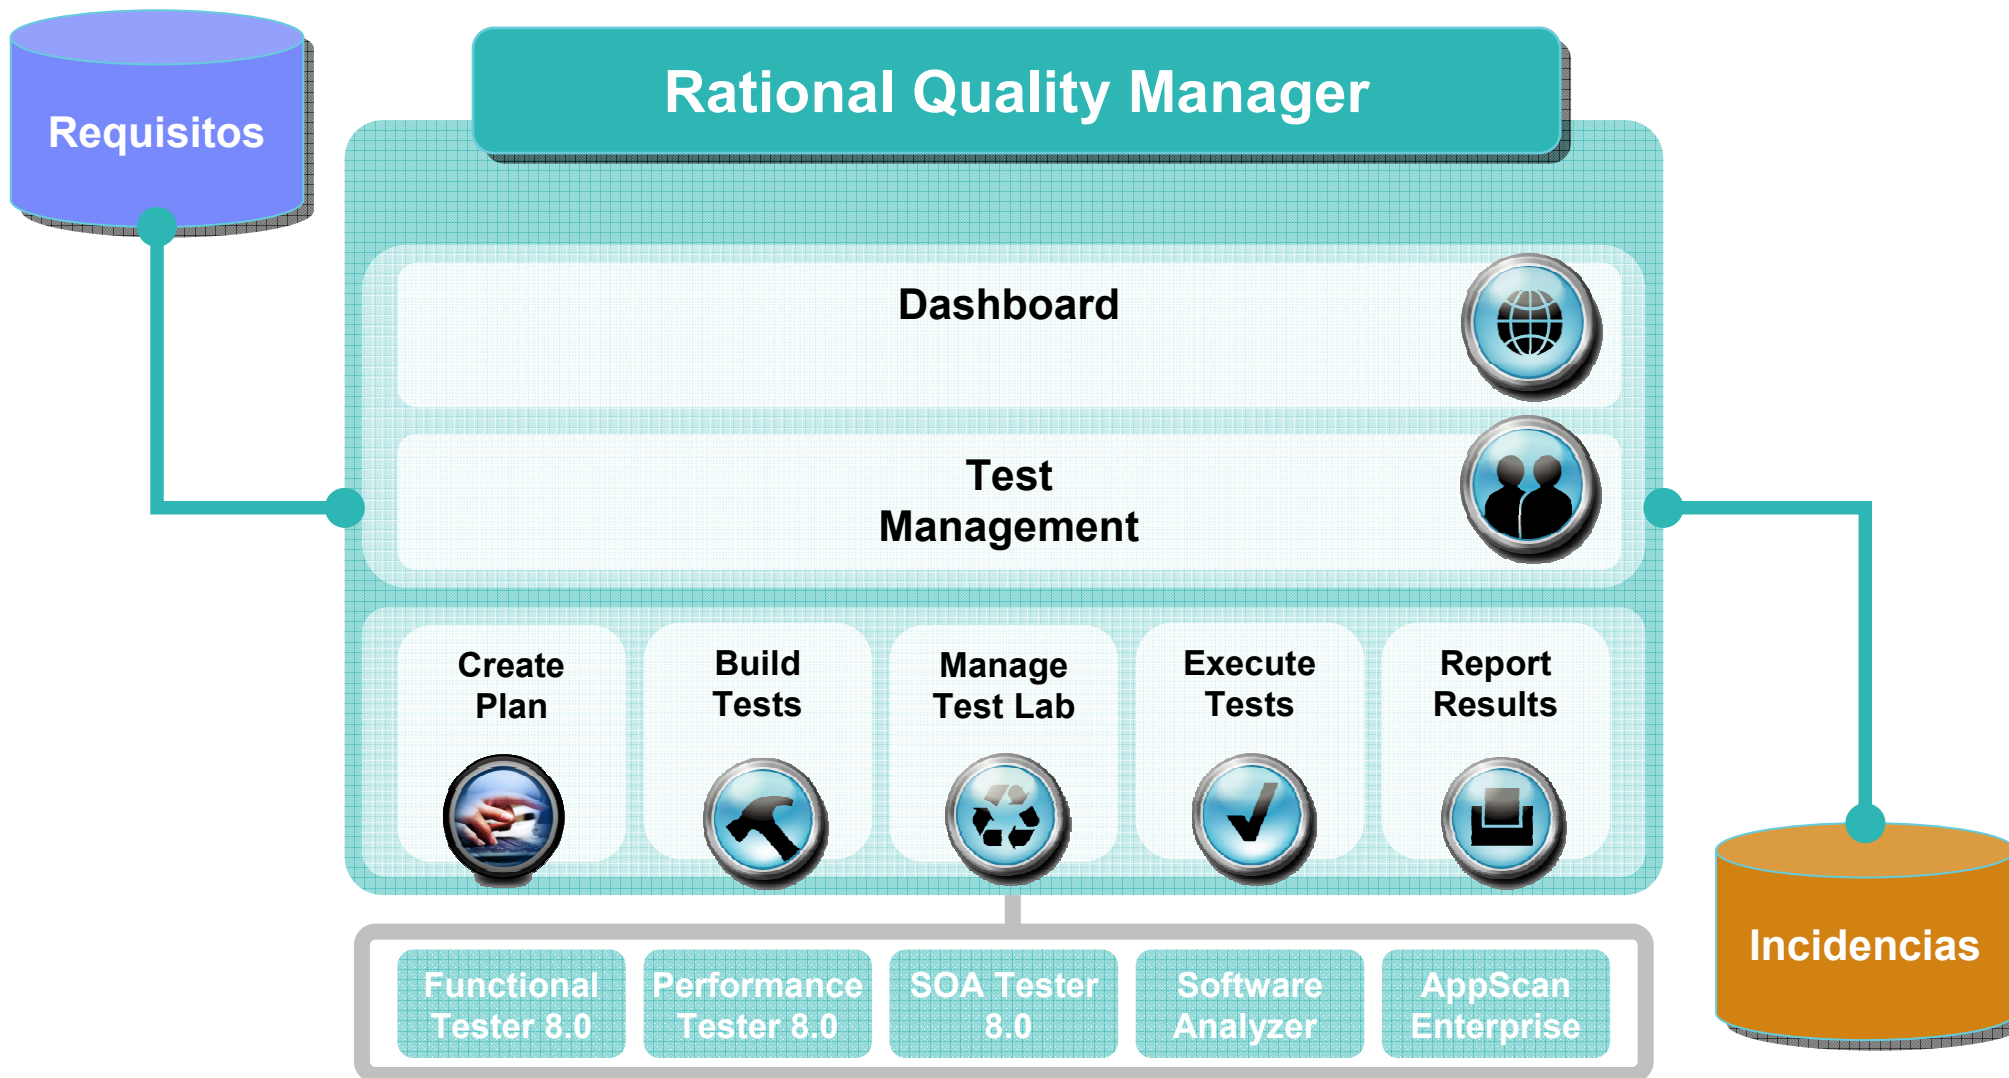 Requisitos
Rational Quality Manager
Dashboard
Test
Management
Create
Plan
Build
Tests
Manage
Test Lab
Execute
Tests
Report
Results
Functional
Tester 8.0
Performance
Tester 8.0
SOA Tester
8.0
Software
Analyzer
AppScan
Enterprise
Incidencias